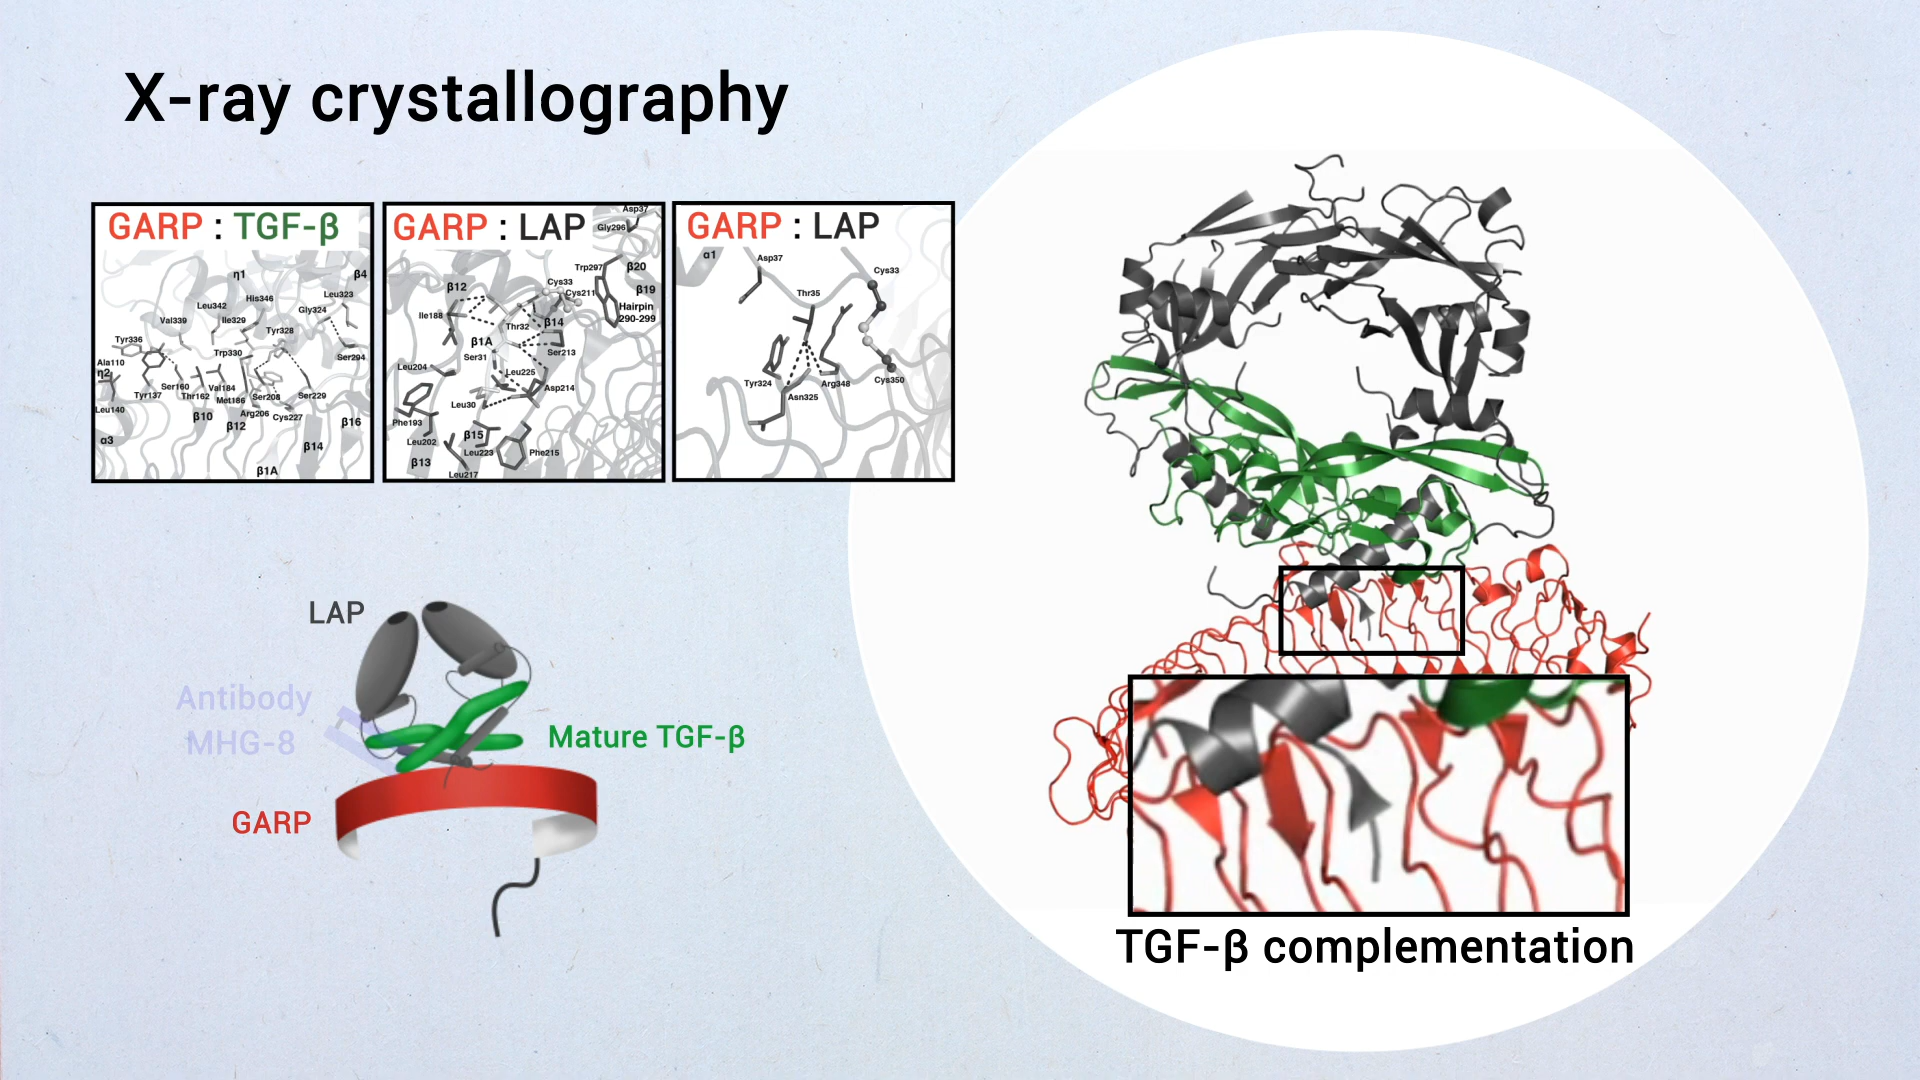 X-ray crystallography
GARP : TGF-β
η1
β4
Leu323
His346
Leu342
Gly324
Val339
Ile329
Tyr328
Tyr336
Trp330
Ser294
Ala110
η2
Ser160
Val184
Tyr137
Thr162
Met186
Ser208
Ser229
Leu140
Arg206
Cys227
β10
β12
β16
α3
β14
β1A
GARP : LAP
Asp37
Gly296
Trp297
β20
β12
Cys33
Cys211
β19
Hairpin
290-299
Ile188
Thr32
β14
β1A
Ser31
Ser213
Leu204
Leu225
Asp214
Leu30
Phe193
β15
Leu202
Leu223
Phe215
β13
Leu217
GARP : LAP
α1
Asp37
Cys33
Thr35
Tyr324
Arg348
Cys350
Asn325
LAP
Antibody
MHG-8
Mature TGF-β
GARP
TGF-β complementation